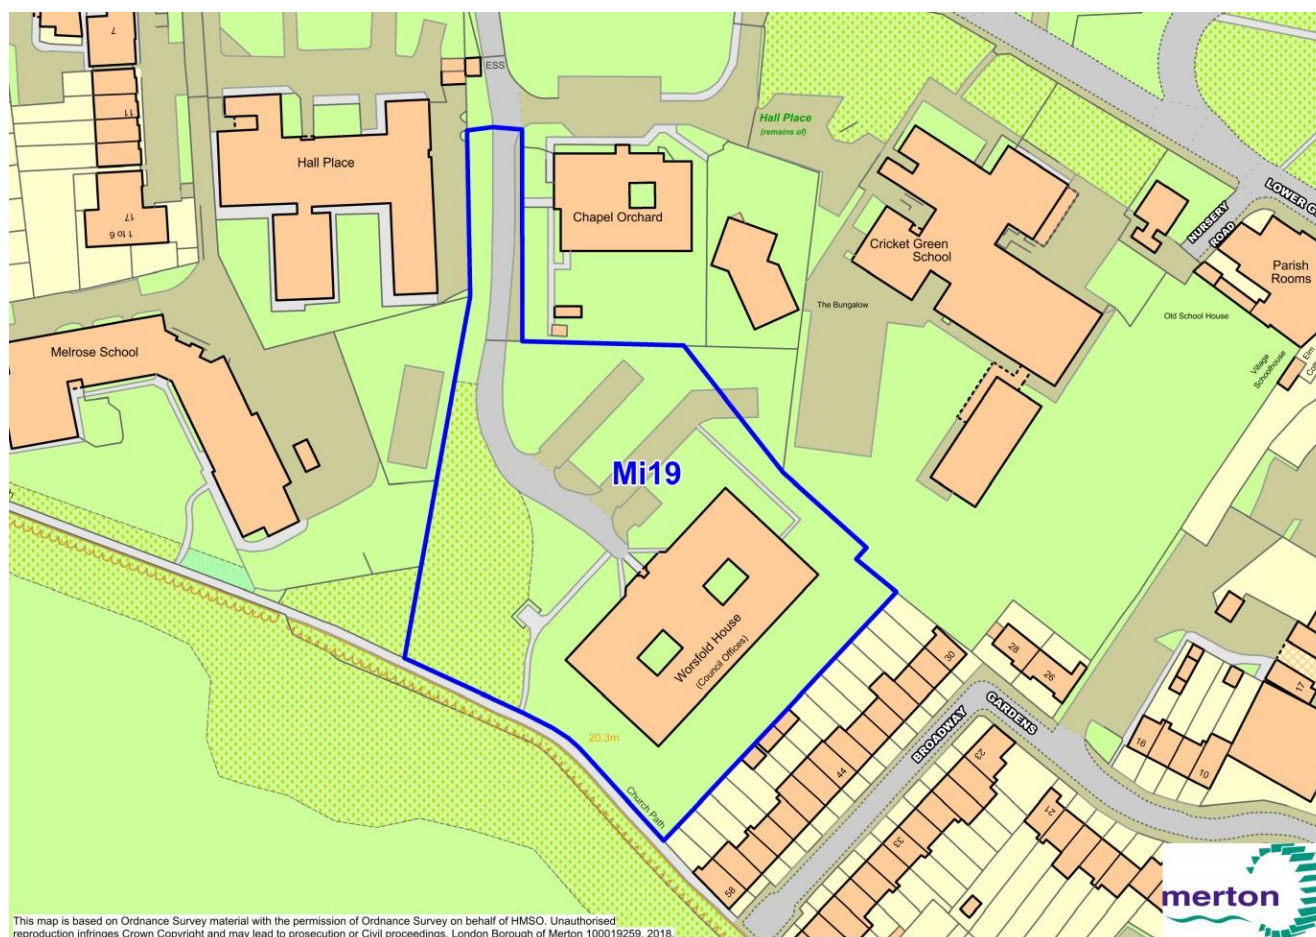 7
11
17
1 to 6
ESS
Hall Place
Hall Place
(remains of)
Chapel Orchard
Cricket Green
School
The Bungalow
NURSERY
ROAD
LOWER G
Parish
Rooms
Old School House
Village
Schoolhouse
Elm
Cott
Melrose School
Mi19
Worsfold House
(Council Offices)
20.3m
Church Path
30
28
26
BROADWAY
GARDENS
44
58
23
33
21
16
10
17
merton
This map is based on Ordnance Survey material with the permission of Ordnance Survey on behalf of HMSO. Unauthorised
reproduction infringes Crown Copyright and may lead to prosecution or Civil proceedings. London Borough of Merton 100019259. 2018.